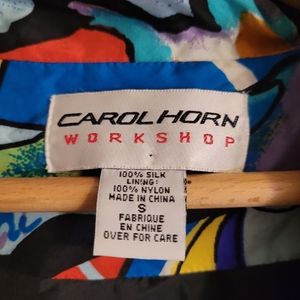 CAROL HORN
WORKSHOP
100% SILK
LINING:
100% NYLON
MADE IN CHINA
S
FABRIQUE
EN CHINE
OVER FOR CARE